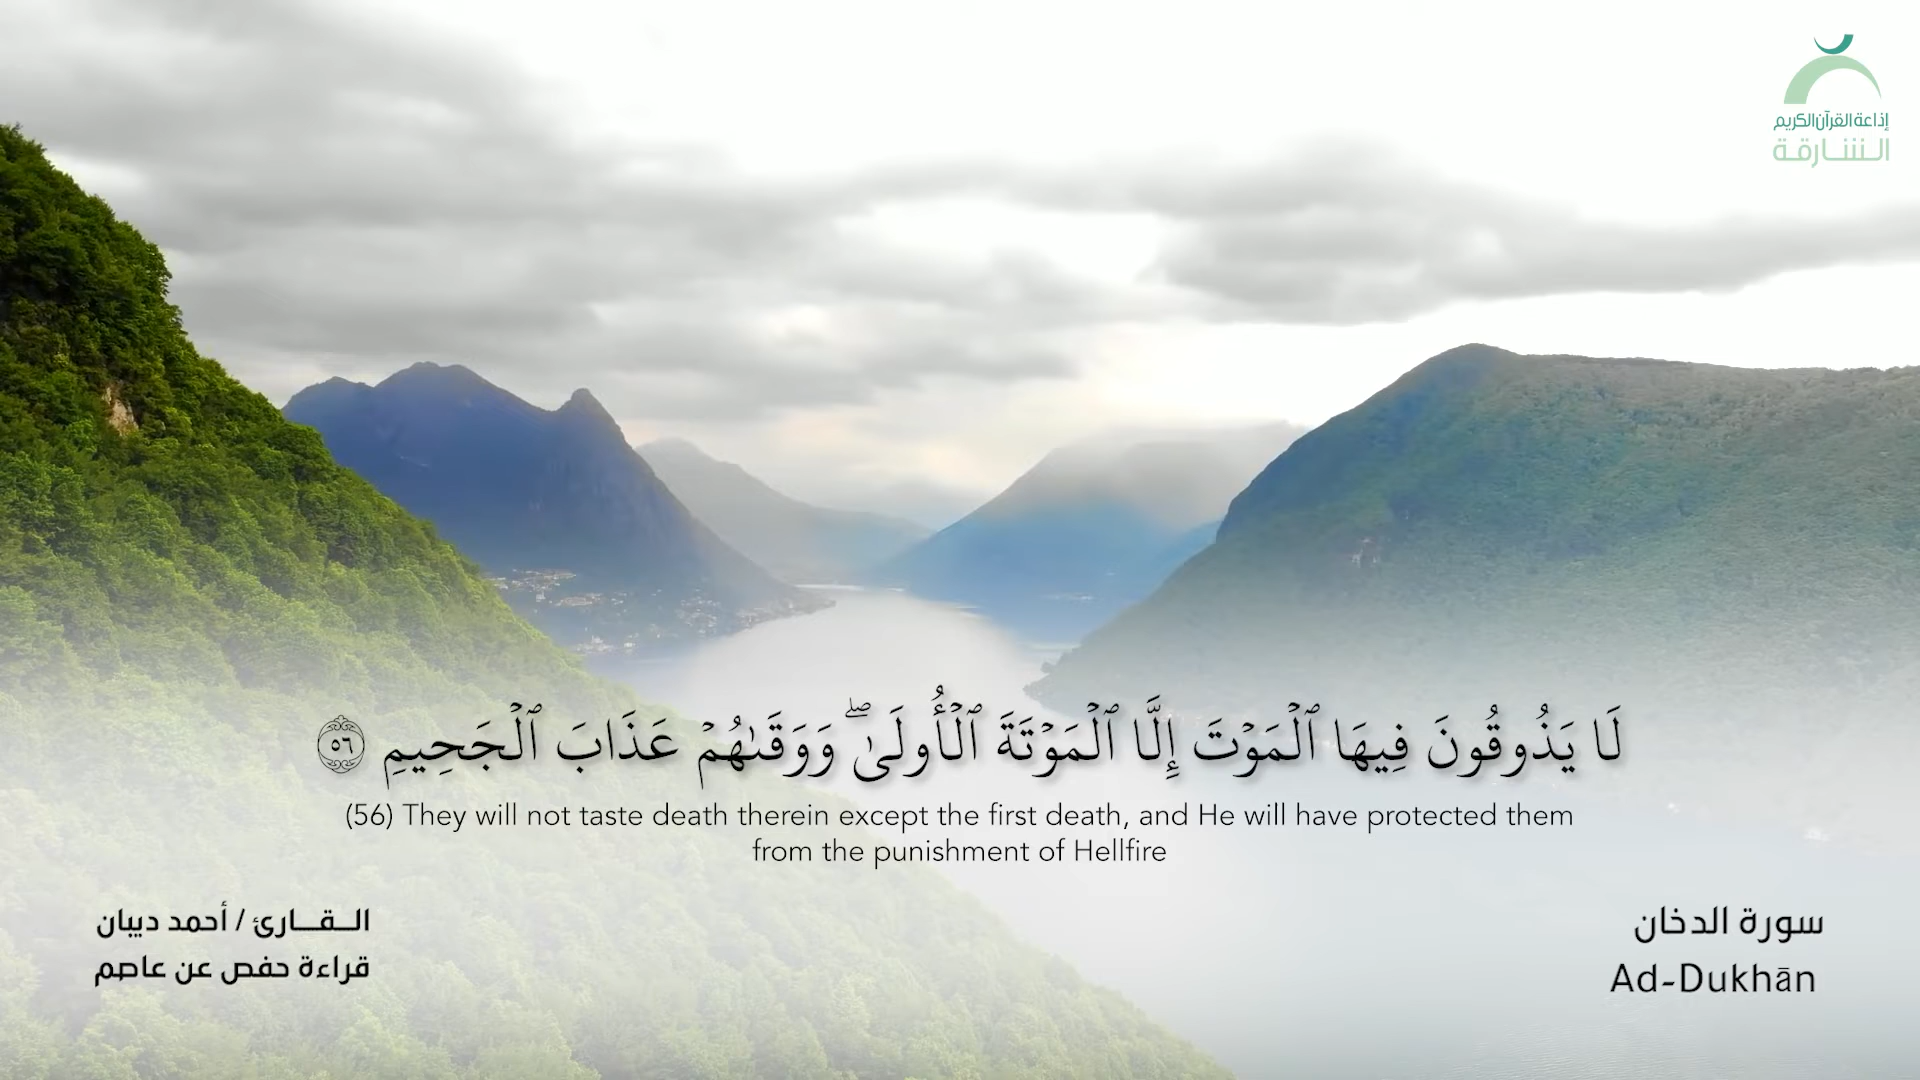 إذاعة القرآن الكريم
الشارقة
لَا يَذُوقُونَ فِيهَا ٱلْمَوْتَ إِلَّا ٱلْمَوْتَةَ ٱلْأُولَىٰ ۖ وَوَقَىٰهُمْ عَذَابَ ٱلْجَحِيمِ ٥٦
(56) They will not taste death therein except the first death, and He will have protected them
from the punishment of Hellfire
سورة الدخان
Ad-Dukhān
القارئ / أحمد ديبان
قراءة حفص عن عاصم